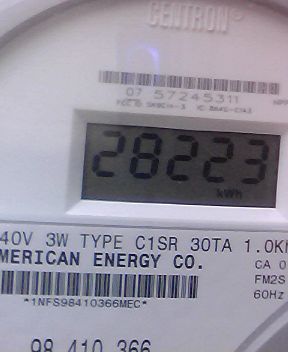 CENTRON®
07 57245311
28223
kWh
40V 3W TYPE C1SR 30TA 1.0K
MERICAN ENERGY CO.
CA 0
FM2S
60Hz
*1NFS98410366MEC*
98 410 366